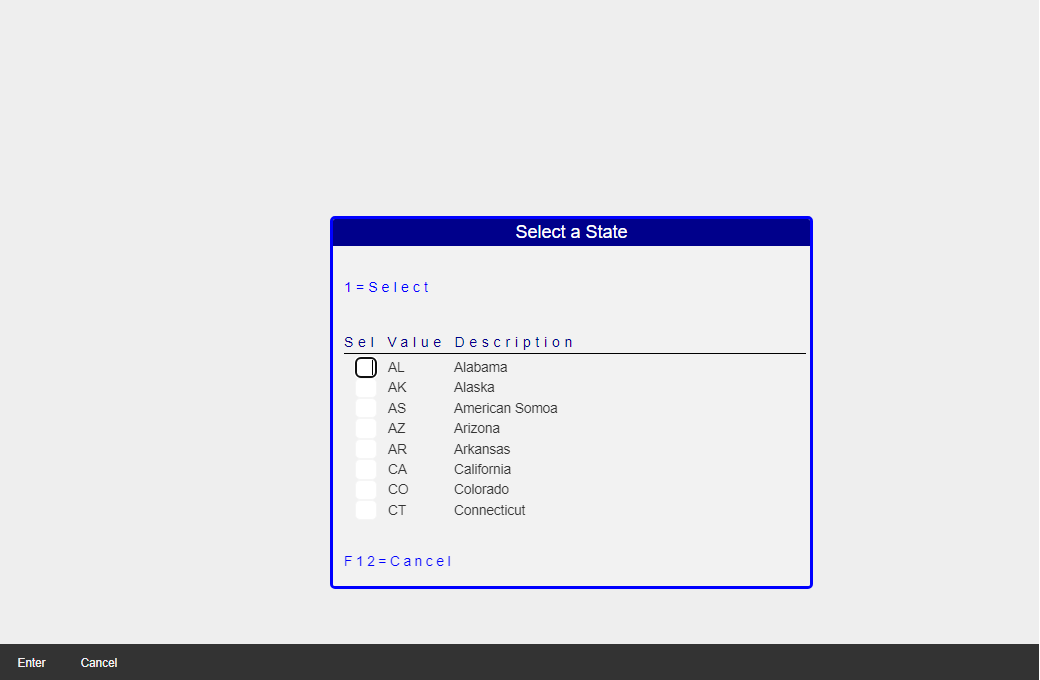 Select a State
1=Select
Sel Value Description
AL Alabama
AK Alaska
AS American Somoa
AZ Arizona
AR Arkansas
CA California
CO Colorado
CT Connecticut
F12=Cancel
Enter Cancel